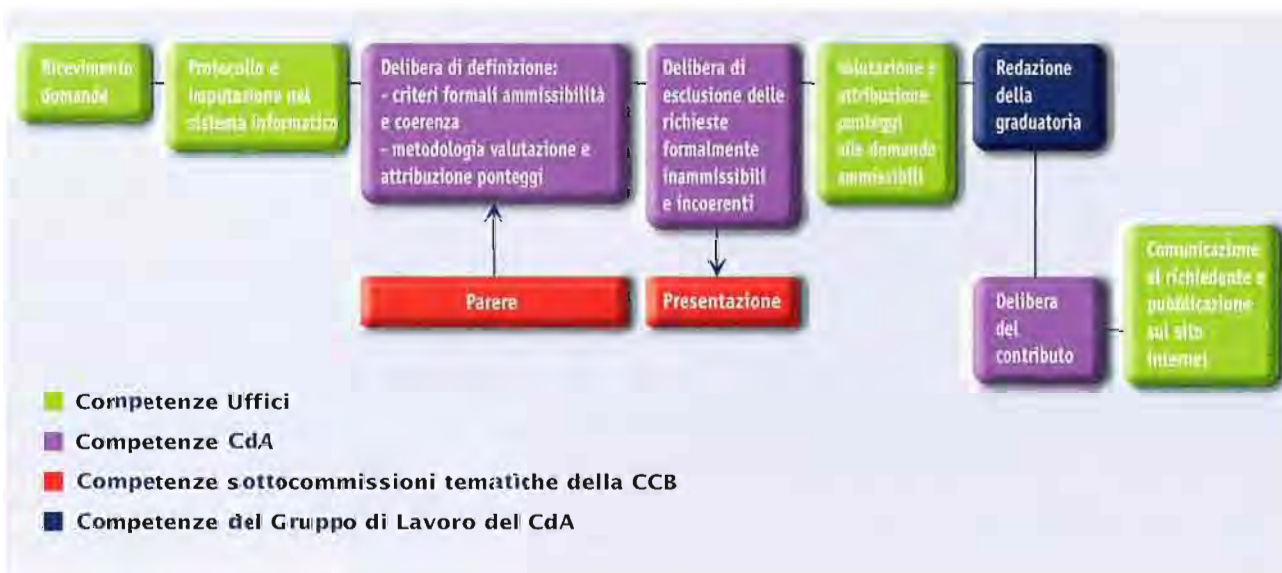 Ricevimento
domande
Protocollo e
imputazione nel
sistema informatico
Delibera di definizione:
- criteri formali ammissibilità
e coerenza
- metodologia valutazione e
attribuzione ponteggi
Delibera di
esclusione delle
richieste
formalmente
inammissibili
e incoerenti
Valutazione e
attribuzione
ponteggi
alle domande
ammissibili
Redazione
della
graduatoria
Parere
Presentazione
Delibera
del
contributo
Comunicazione
al richiedente e
pubblicazione
sul sito
internet
Competenze Uffici
Competenze CdA
Competenze sottocommissioni tematiche della CCB
Competenze del Gruppo di Lavoro del CdA